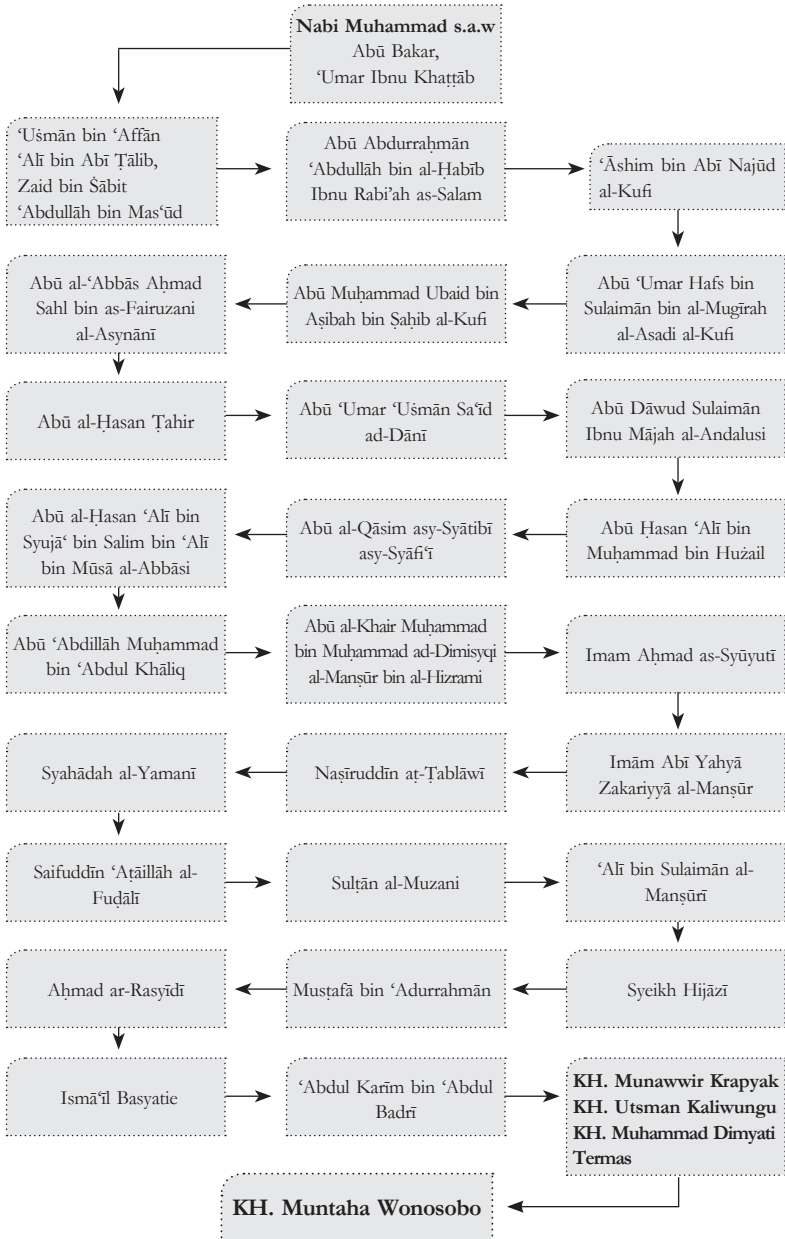 Nabi Muhammad s.a.w
Abū Bakar,
‘Umar Ibnu Khaṭṭāb
‘Uṡmān bin ‘Affān
‘Alī bin Abī Ṭālib,
Zaid bin Ṡābit
‘Abdullāh bin Mas‘ūd
Abū Abdurraḥmān
‘Abdullāh bin al-Ḥabīb
Ibnu Rabi’ah as-Salam
‘Āshim bin Abī Najūd
al-Kufi
Abū ‘Umar Hafs bin
Sulaimān bin al-Mugīrah
al-Asadi al-Kufi
Abū Muḥammad Ubaid bin
Aṣibah bin Ṣaḥib al-Kufi
Abū al-‘Abbās Aḥmad
Sahl bin as-Fairuzani
al-Asynānī
Abū al-Ḥasan Ṭahir
Abū ‘Umar ‘Uṡmān Sa‘īd
ad-Dānī
Abū Dāwud Sulaimān
Ibnu Mājah al-Andalusi
Abū Ḥasan ‘Alī bin
Muḥammad bin Hużail
Abū al-Qāsim asy-Syātibī
asy-Syāfi‘ī
Abū al-Ḥasan ‘Alī bin
Syujā‘ bin Salim bin ‘Alī
bin Mūsā al-Abbāsi
Abū ‘Abdillāh Muḥammad
bin ‘Abdul Khāliq
Abū al-Khair Muḥammad
bin Muḥammad ad-Dimisyqi
al-Manṣūr bin al-Hizrami
Imam Aḥmad as-Syūyutī
Imām Abī Yahyā
Zakariyyā al-Manṣūr
Naṣīruddīn aṭ-Ṭablāwī
Syahādah al-Yamanī
Saifuddīn ‘Aṭāillāh al-
Fuḍālī
Sulṭān al-Muzani
‘Alī bin Sulaimān al-
Manṣūrī
Syeikh Hijāzī
Musṭafā bin ‘Adurrahmān
Aḥmad ar-Rasyīdī
Ismā‘īl Basyatie
‘Abdul Karīm bin ‘Abdul
Badrī
KH. Munawwir Krapyak
KH. Utsman Kaliwungu
KH. Muhammad Dimyati
Termas
KH. Muntaha Wonosobo